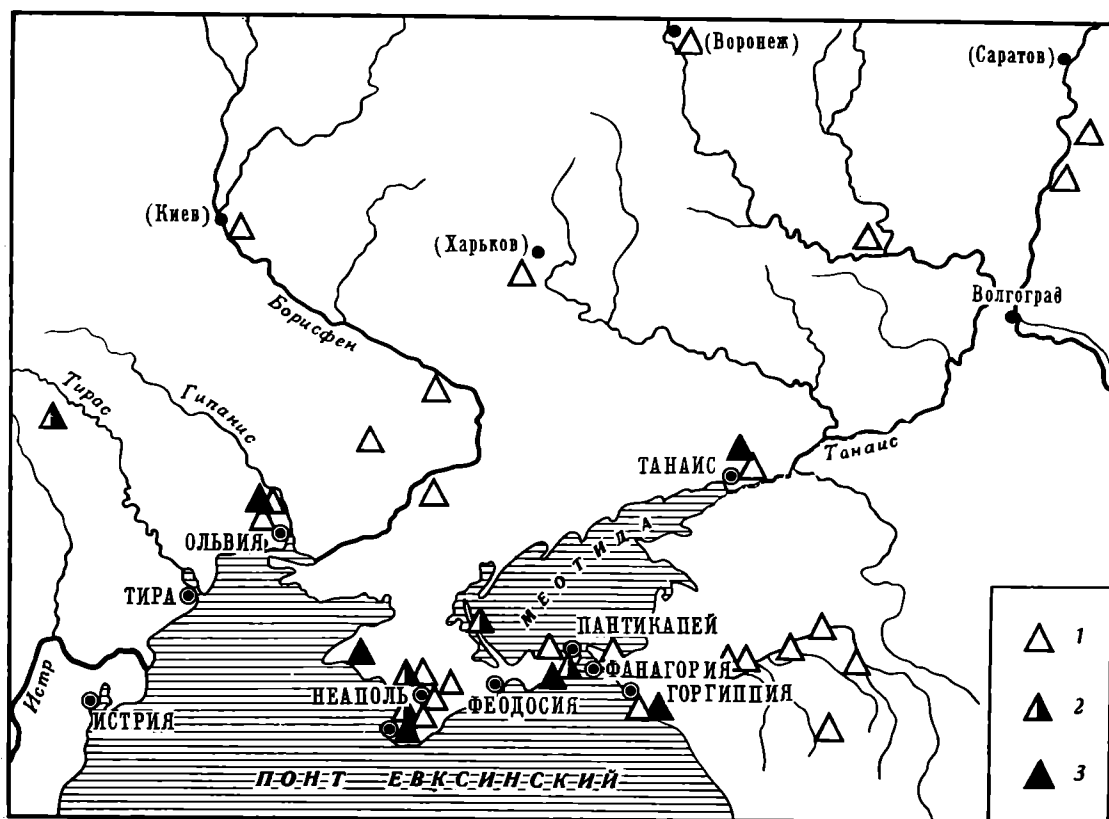 (Воронеж)
(Саратов)
(Киев)
(Харьков)
Волгоград
Борисфен
Тирас
Гипанис
Танаис
ТАНАИС
ОЛЬВИЯ
МЕОТИДА
ТИРА
ПАНТИКАПЕЙ
ФАНАГОРИЯ
Истр
НЕАПОЛЬ
ФЕОДОСИЯ
ГОРГИППИЯ
ИСТРИЯ
ПОНТ ЕВКСИНСКИЙ
1
2
3